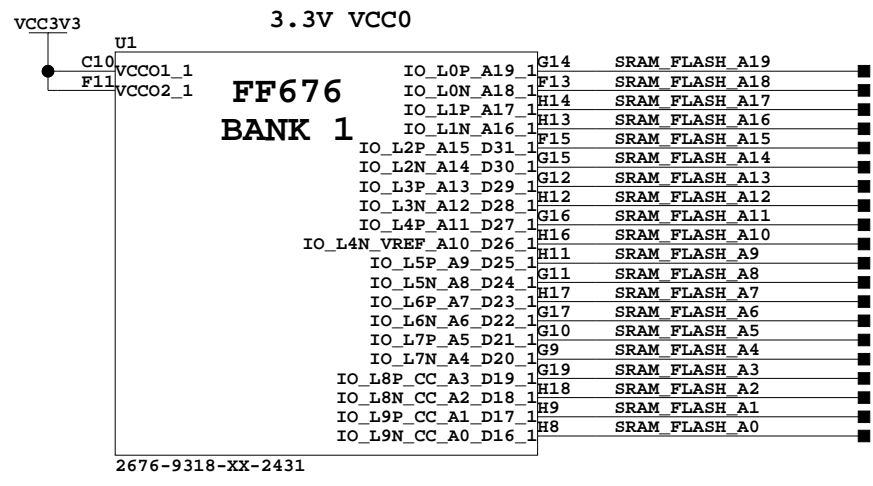 3.3V VCC0
VCC3V3
U1
C10 VCCO1_1 IO_L0P_A19_1 G14 SRAM_FLASH_A19
F11 VCCO2_1 FF676 IO_L0N_A18_1 F13 SRAM_FLASH_A18
IO_L1P_A17_1 H14 SRAM_FLASH_A17
BANK 1 IO_L1N_A16_1 H13 SRAM_FLASH_A16
IO_L2P_A15_D31_1 F15 SRAM_FLASH_A15
IO_L2N_A14_D30_1 G15 SRAM_FLASH_A14
IO_L3P_A13_D29_1 G12 SRAM_FLASH_A13
IO_L3N_A12_D28_1 H12 SRAM_FLASH_A12
IO_L4P_A11_D27_1 G16 SRAM_FLASH_A11
IO_L4N_VREF_A10_D26_1 H16 SRAM_FLASH_A10
IO_L5P_A9_D25_1 H11 SRAM_FLASH_A9
IO_L5N_A8_D24_1 G11 SRAM_FLASH_A8
IO_L6P_A7_D23_1 H17 SRAM_FLASH_A7
IO_L6N_A6_D22_1 G17 SRAM_FLASH_A6
IO_L7P_A5_D21_1 G10 SRAM_FLASH_A5
IO_L7N_A4_D20_1 G9 SRAM_FLASH_A4
IO_L8P_CC_A3_D19_1 G19 SRAM_FLASH_A3
IO_L8N_CC_A2_D18_1 H18 SRAM_FLASH_A2
IO_L9P_CC_A1_D17_1 H9 SRAM_FLASH_A1
IO_L9N_CC_A0_D16_1 H8 SRAM_FLASH_A0
2676-9318-XX-2431